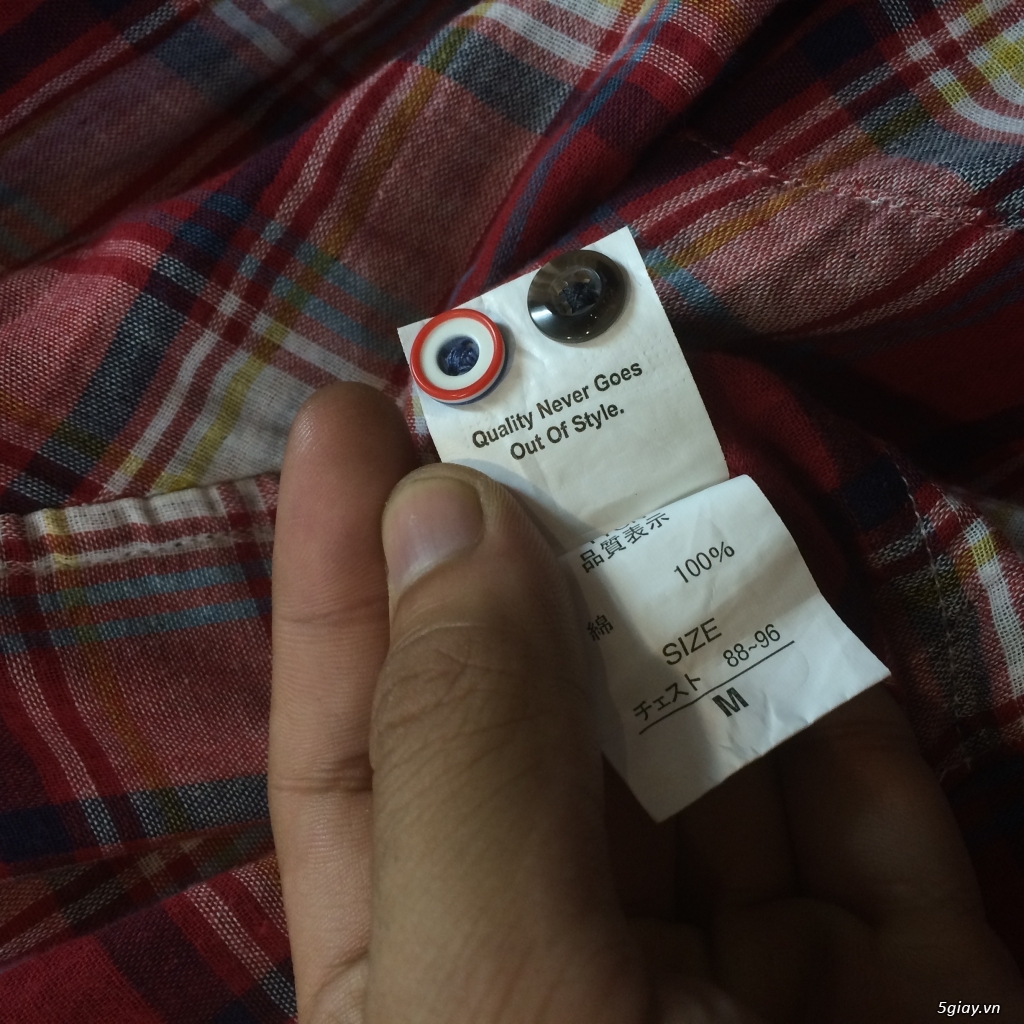 Quality Never Goes
Out Of Style.
品質表示
綿 100%
SIZE
チェスト 88~96
M
5giay.vn